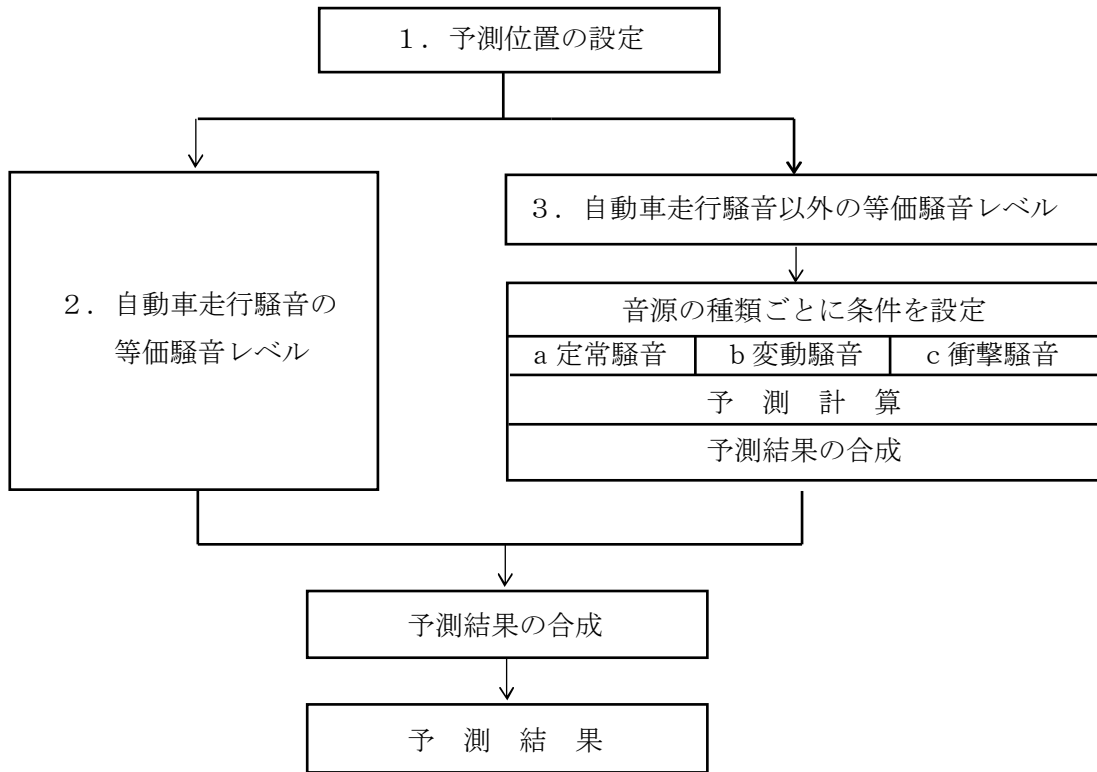 １．予測位置の設定
２．自動車走行騒音の
等価騒音レベル
３．自動車走行騒音以外の等価騒音レベル
音源の種類ごとに条件を設定
a 定常騒音
b 変動騒音
c 衝撃騒音
予　測　計　算
予測結果の合成
予測結果の合成
予　測　結　果